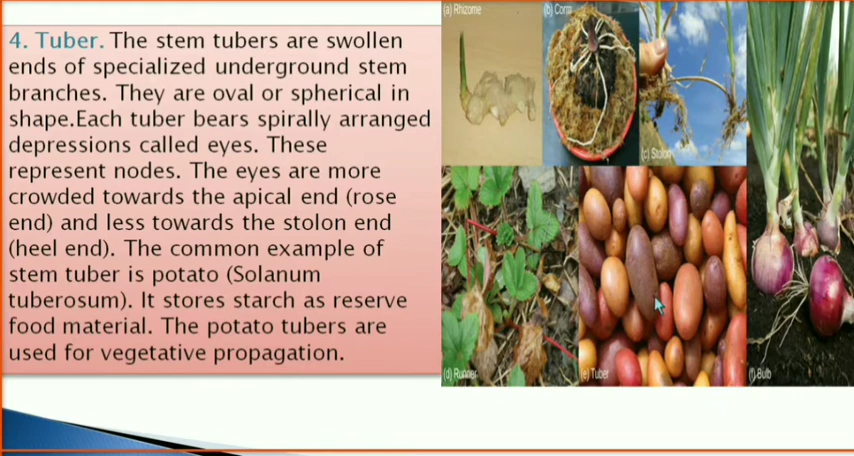 4. Tuber. The stem tubers are swollen
ends of specialized underground stem
branches. They are oval or spherical in
shape.Each tuber bears spirally arranged
depressions called eyes. These
represent nodes. The eyes are more
crowded towards the apical end (rose
end) and less towards the stolon end
(heel end). The common example of
stem tuber is potato (Solanum
tuberosum). It stores starch as reserve
food material. The potato tubers are
used for vegetative propagation.
(a) Rhizome
(b) Corm
(c) Stolon
(d) Runner
(e) Tuber
(f) Bulb